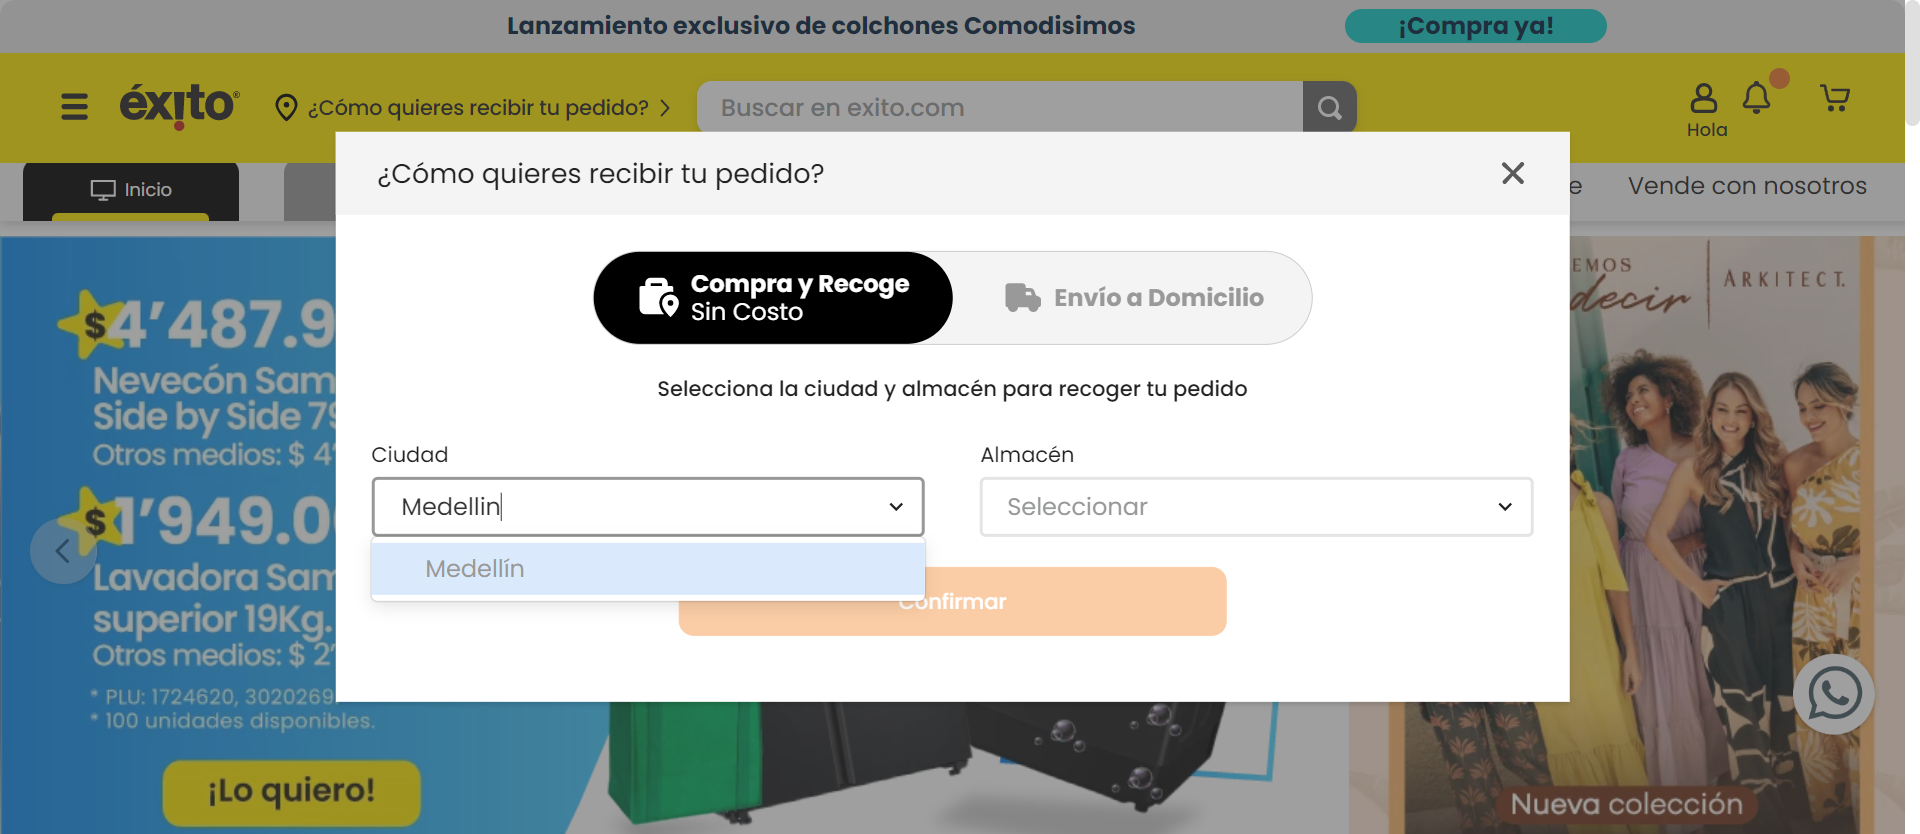 Lanzamiento exclusivo de colchones Comodisimos
¡Compra ya!
éxito
¿Cómo quieres recibir tu pedido?
Buscar en exito.com
Hola
Inicio
Vende con nosotros
¿Cómo quieres recibir tu pedido?
Compra y Recoge
Sin Costo
Envío a Domicilio
Selecciona la ciudad y almacén para recoger tu pedido
Ciudad
Medellin
Medellín
Almacén
Seleccionar
Confirmar
$4'487.9
Nevecón Sam
Side by Side 79
Otros medios: $ 4'
$1'949.0
Lavadora Sam
superior 19Kg.
Otros medios: $ 2'
* PLU: 1724620, 3020269
* 100 unidades disponibles.
¡Lo quiero!
EMOS
decir
ARKITECT.
Nueva colección